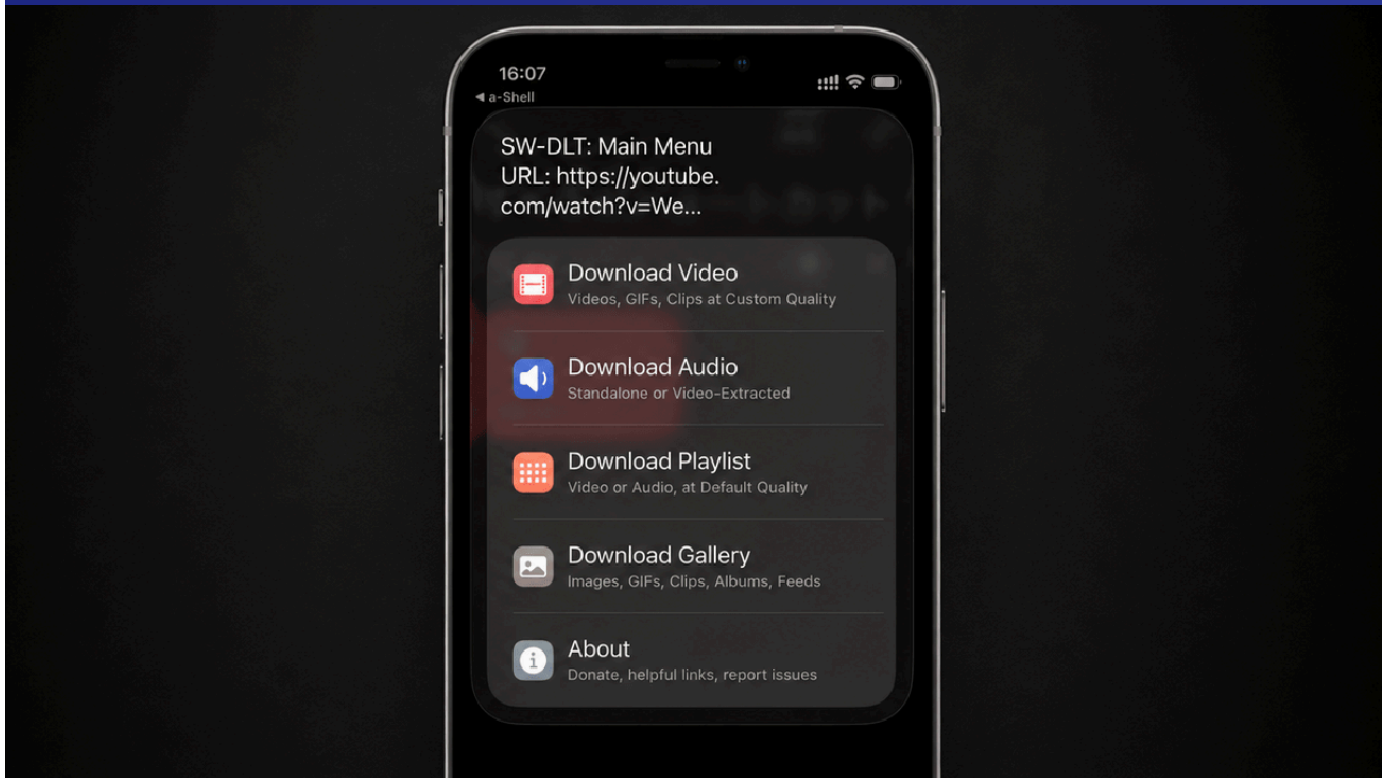 16:07
◀ a-Shell
SW-DLT: Main Menu
URL: https://youtube.
com/watch?v=We...
Download Video
Videos, GIFs, Clips at Custom Quality
Download Audio
Standalone or Video-Extracted
Download Playlist
Video or Audio, at Default Quality
Download Gallery
Images, GIFs, Clips, Albums, Feeds
About
Donate, helpful links, report issues